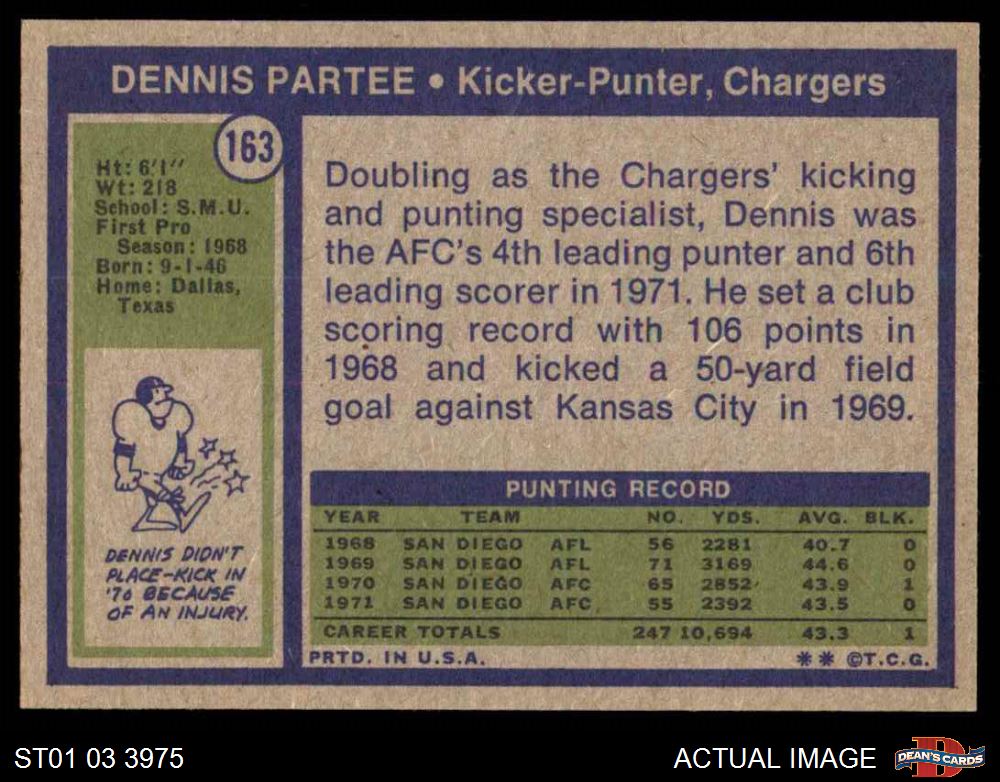 DENNIS PARTEE • Kicker-Punter, Chargers
163
Ht: 6'1"
Wt: 218
School: S.M.U.
First Pro
Season: 1968
Born: 9-1-46
Home: Dallas,
Texas
DENNIS DIDN'T
PLACE-KICK IN
'70 BECAUSE
OF AN INJURY.
Doubling as the Chargers' kicking
and punting specialist, Dennis was
the AFC's 4th leading punter and 6th
leading scorer in 1971. He set a club
scoring record with 106 points in
1968 and kicked a 50-yard field
goal against Kansas City in 1969.
PUNTING RECORD
YEAR TEAM NO. YDS. AVG. BLK.
1968 SAN DIEGO AFL 56 2281 40.7 0
1969 SAN DIEGO AFL 71 3169 44.6 0
1970 SAN DIEGO AFC 65 2852 43.9 1
1971 SAN DIEGO AFC 55 2392 43.5 0
CAREER TOTALS 247 10,694 43.3 1
PRTD. IN U.S.A. ** ©T.C.G.
ST01 03 3975 ACTUAL IMAGE D DEAN'S CARDS